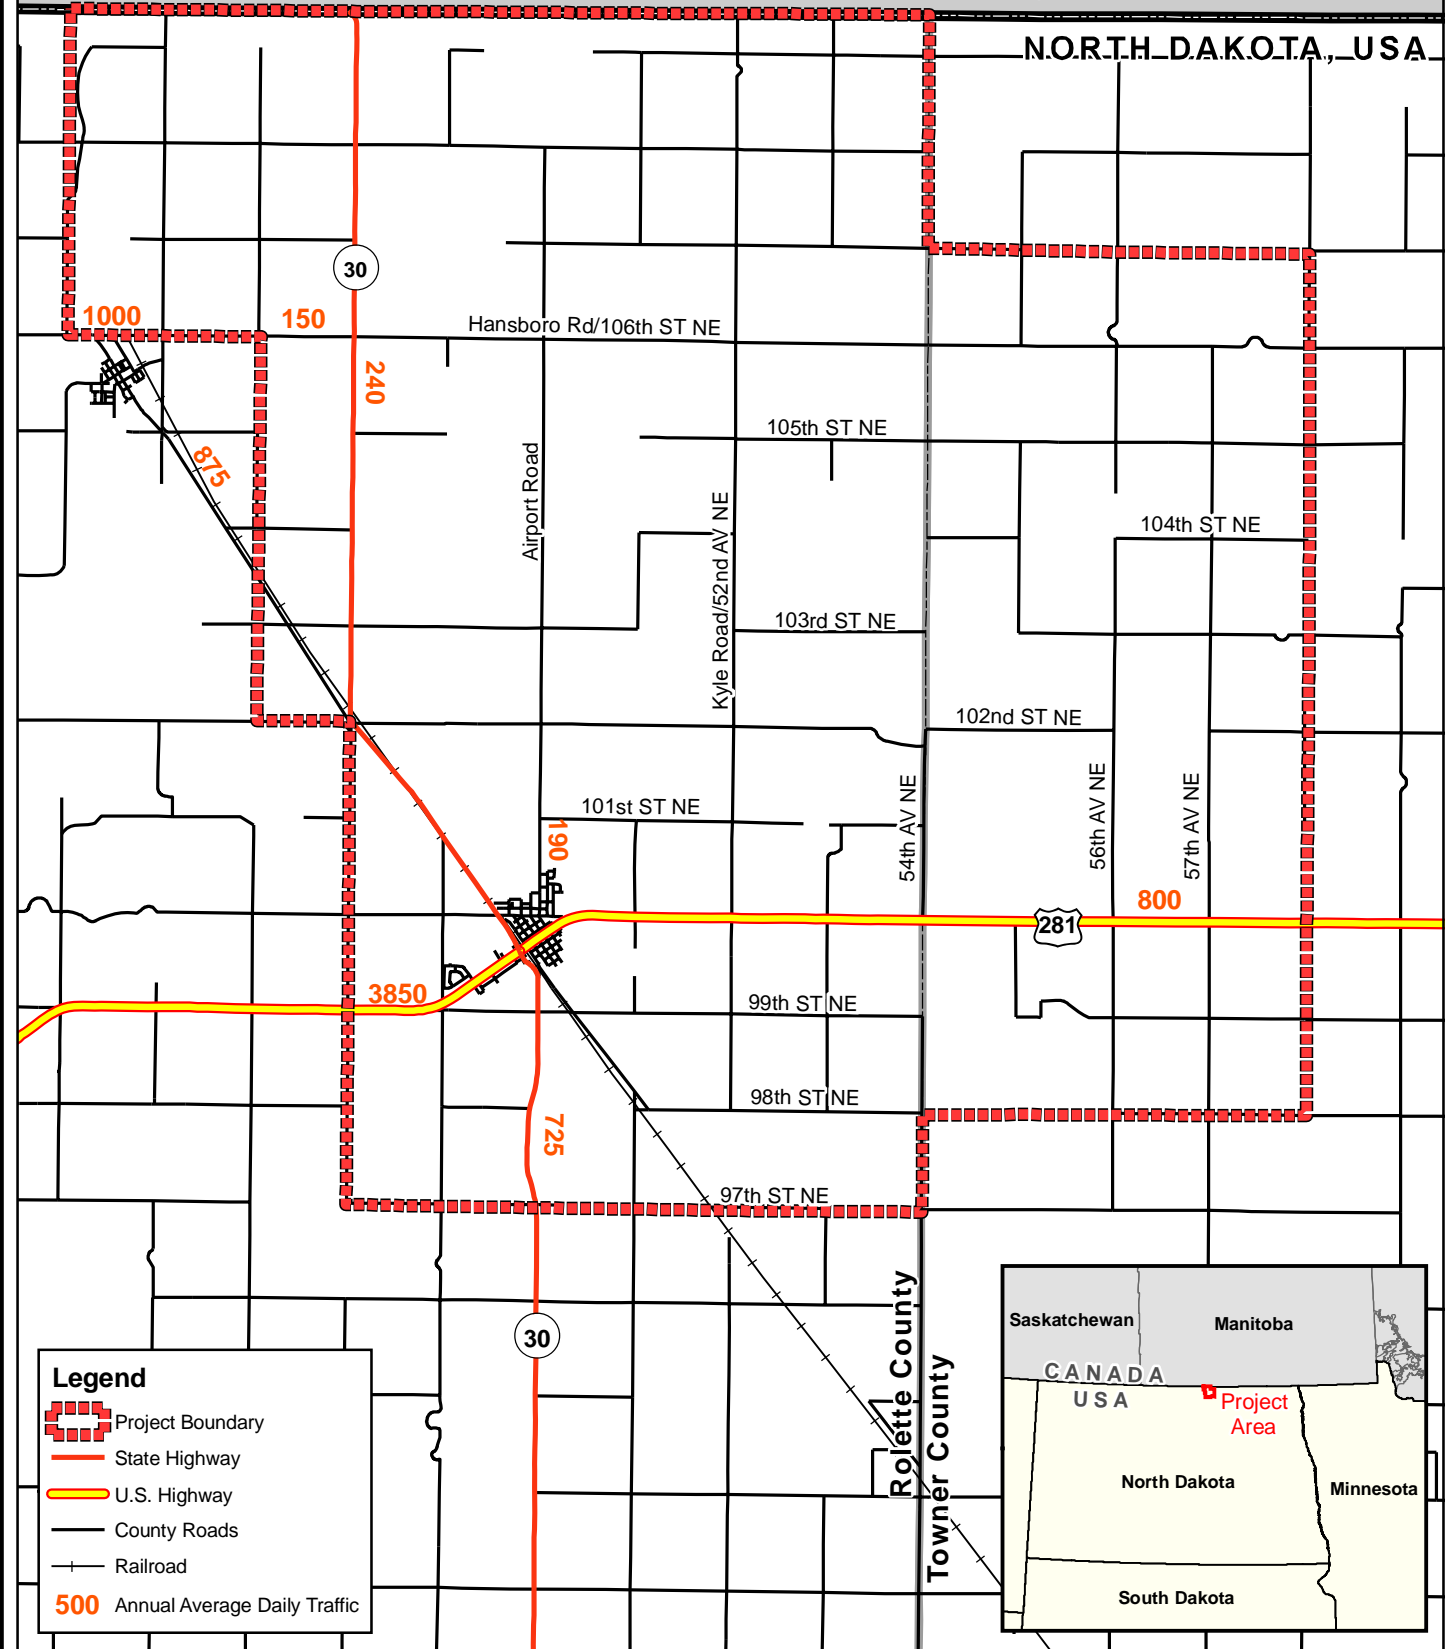 NORTH DAKOTA, USA
30
1000
150
Hansboro Rd/106th ST NE
240
105th ST NE
875
Airport Road
Kyle Road/52nd AV NE
104th ST NE
103rd ST NE
102nd ST NE
54th AV NE
56th AV NE
57th AV NE
101st ST NE
190
800
281
3850
99th ST NE
98th ST NE
725
97th ST NE
Rolette County
Towner County
30
Legend
Project Boundary
State Highway
U.S. Highway
County Roads
Railroad
500 Annual Average Daily Traffic
Saskatchewan
Manitoba
CANADA
USA
Project
Area
North Dakota
Minnesota
South Dakota